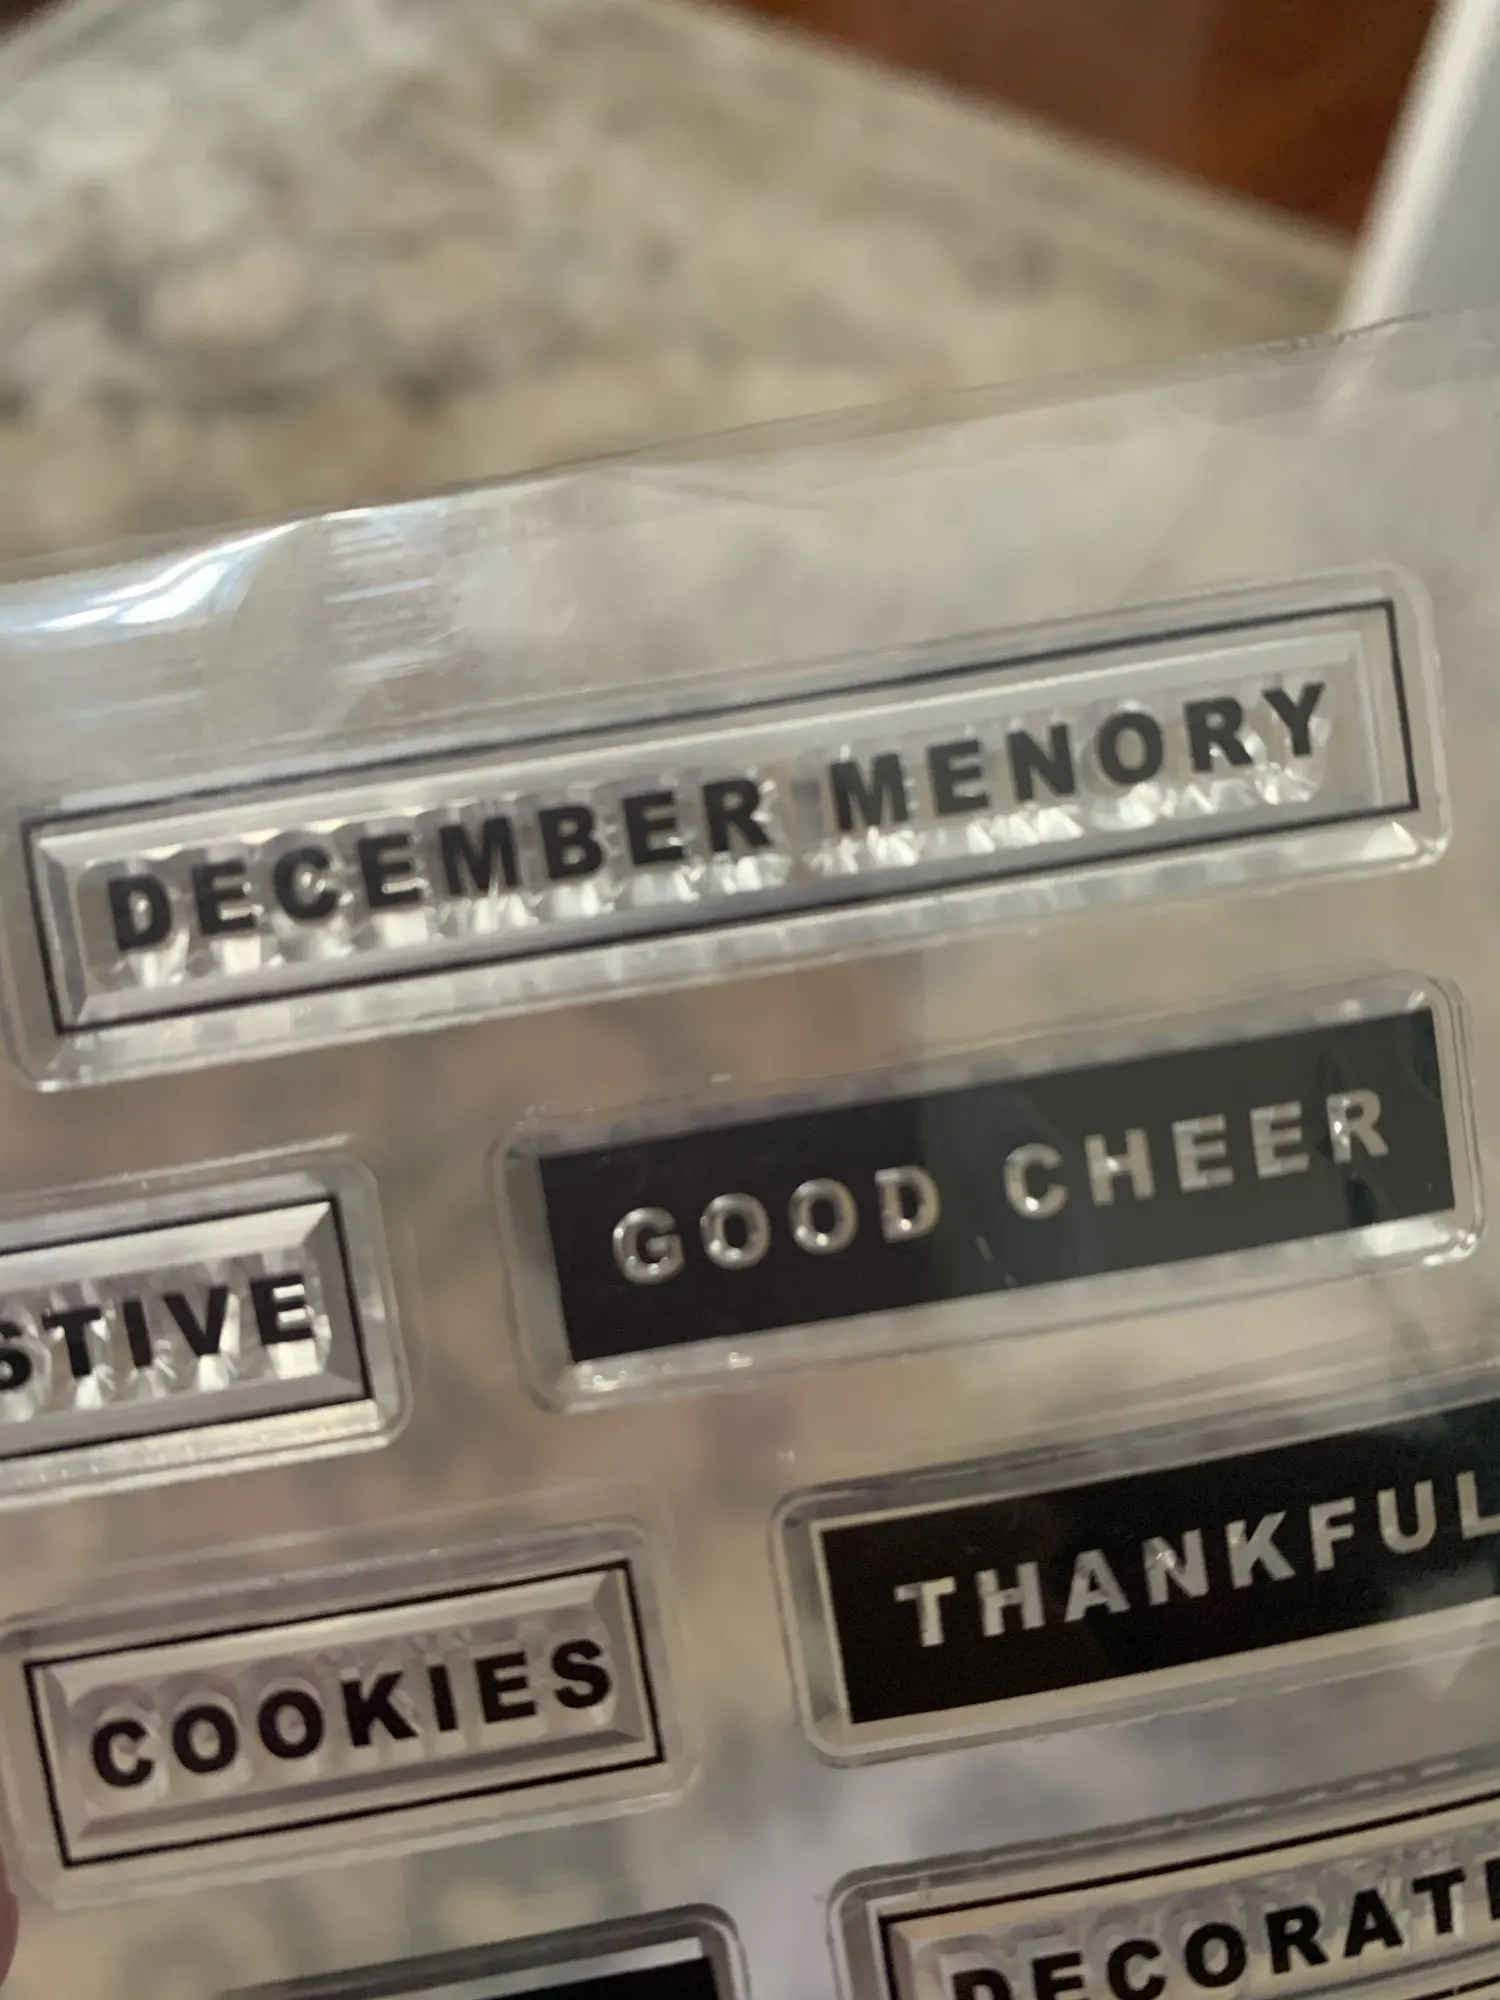 DECEMBER MENORY
GOOD CHEER
STIVE
THANKFUL
COOKIES
DECORAT